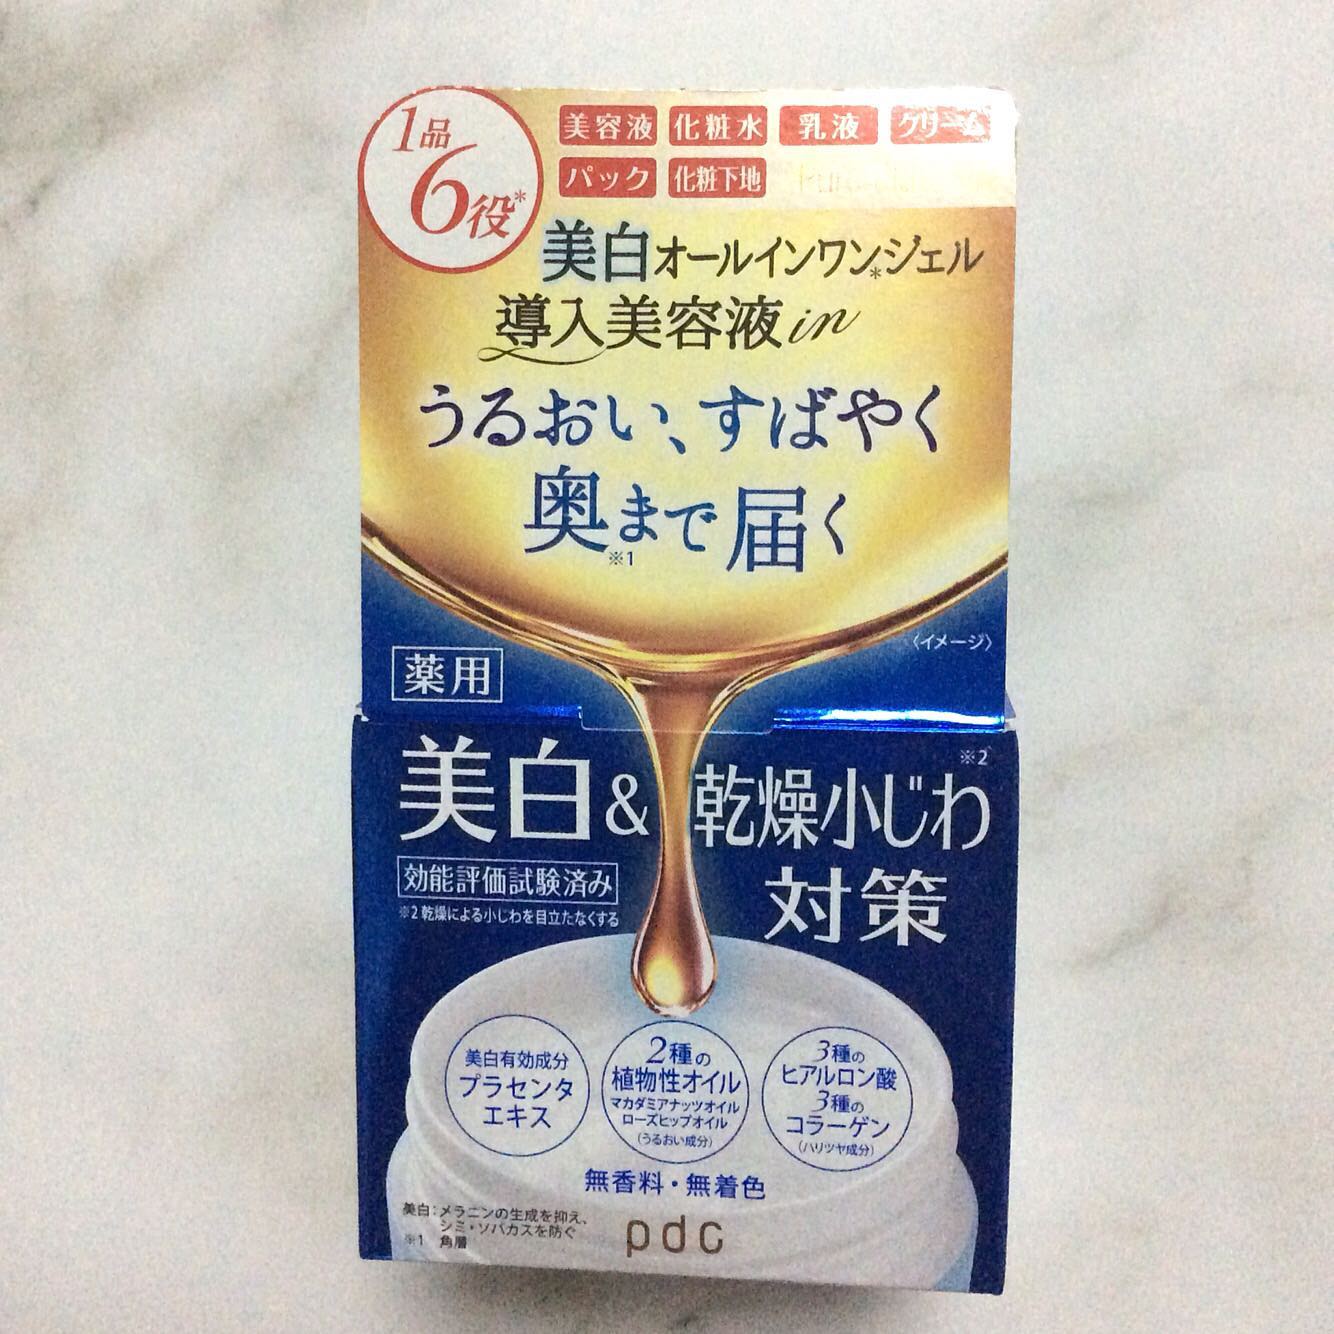 1品
6役*
美容液 化粧水 乳液 クリーム
パック 化粧下地
美白オールインワンジェル*
導入美容液in
うるおい、すばやく
奥まで届く
※1
〈イメージ〉
薬用
美白&乾燥小じわ※2
対策
効能評価試験済み
※2 乾燥による小じわを目立たなくする
美白有効成分
プラセンタ
エキス
2種の
植物性オイル
マカダミアナッツオイル
ローズヒップオイル
(うるおい成分)
3種の
ヒアルロン酸
3種の
コラーゲン
(ハリツヤ成分)
無香料・無着色
美白:メラニンの生成を抑え、
シミ・ソバカスを防ぐ
※1 角層
pdc